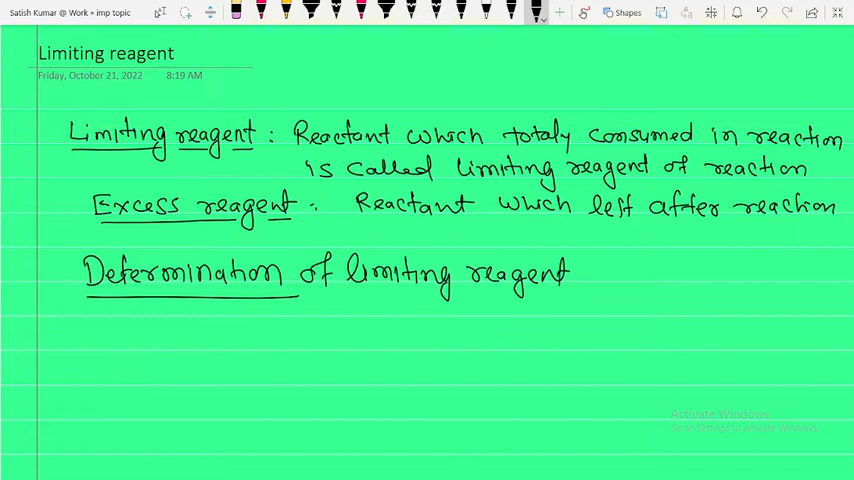 Satish Kumar @ Work » imp topic
Shapes
Limiting reagent
Friday, October 21, 2022 8:19 AM
Limiting reagent : Reactant which totaly consumed in reaction
is called limiting reagent of reaction
Excess reagent : Reactant which left after reaction
Determination of limiting reagent
Activate Windows
Go to Settings to activate Windows.